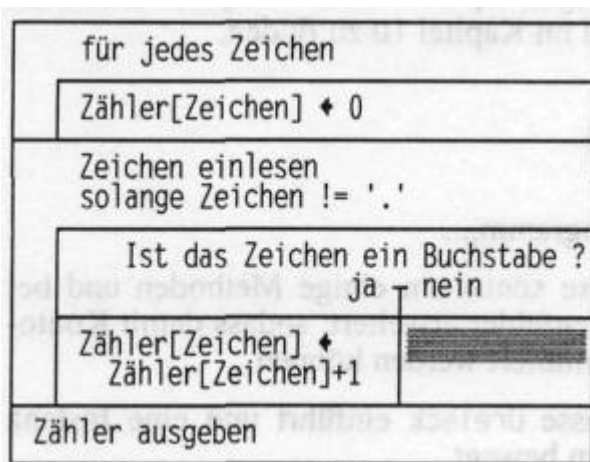 für jedes Zeichen
Zähler[Zeichen] ← 0
Zeichen einlesen
solange Zeichen != '.'
Ist das Zeichen ein Buchstabe ?
ja nein
Zähler[Zeichen] ←
Zähler[Zeichen]+1
Zähler ausgeben